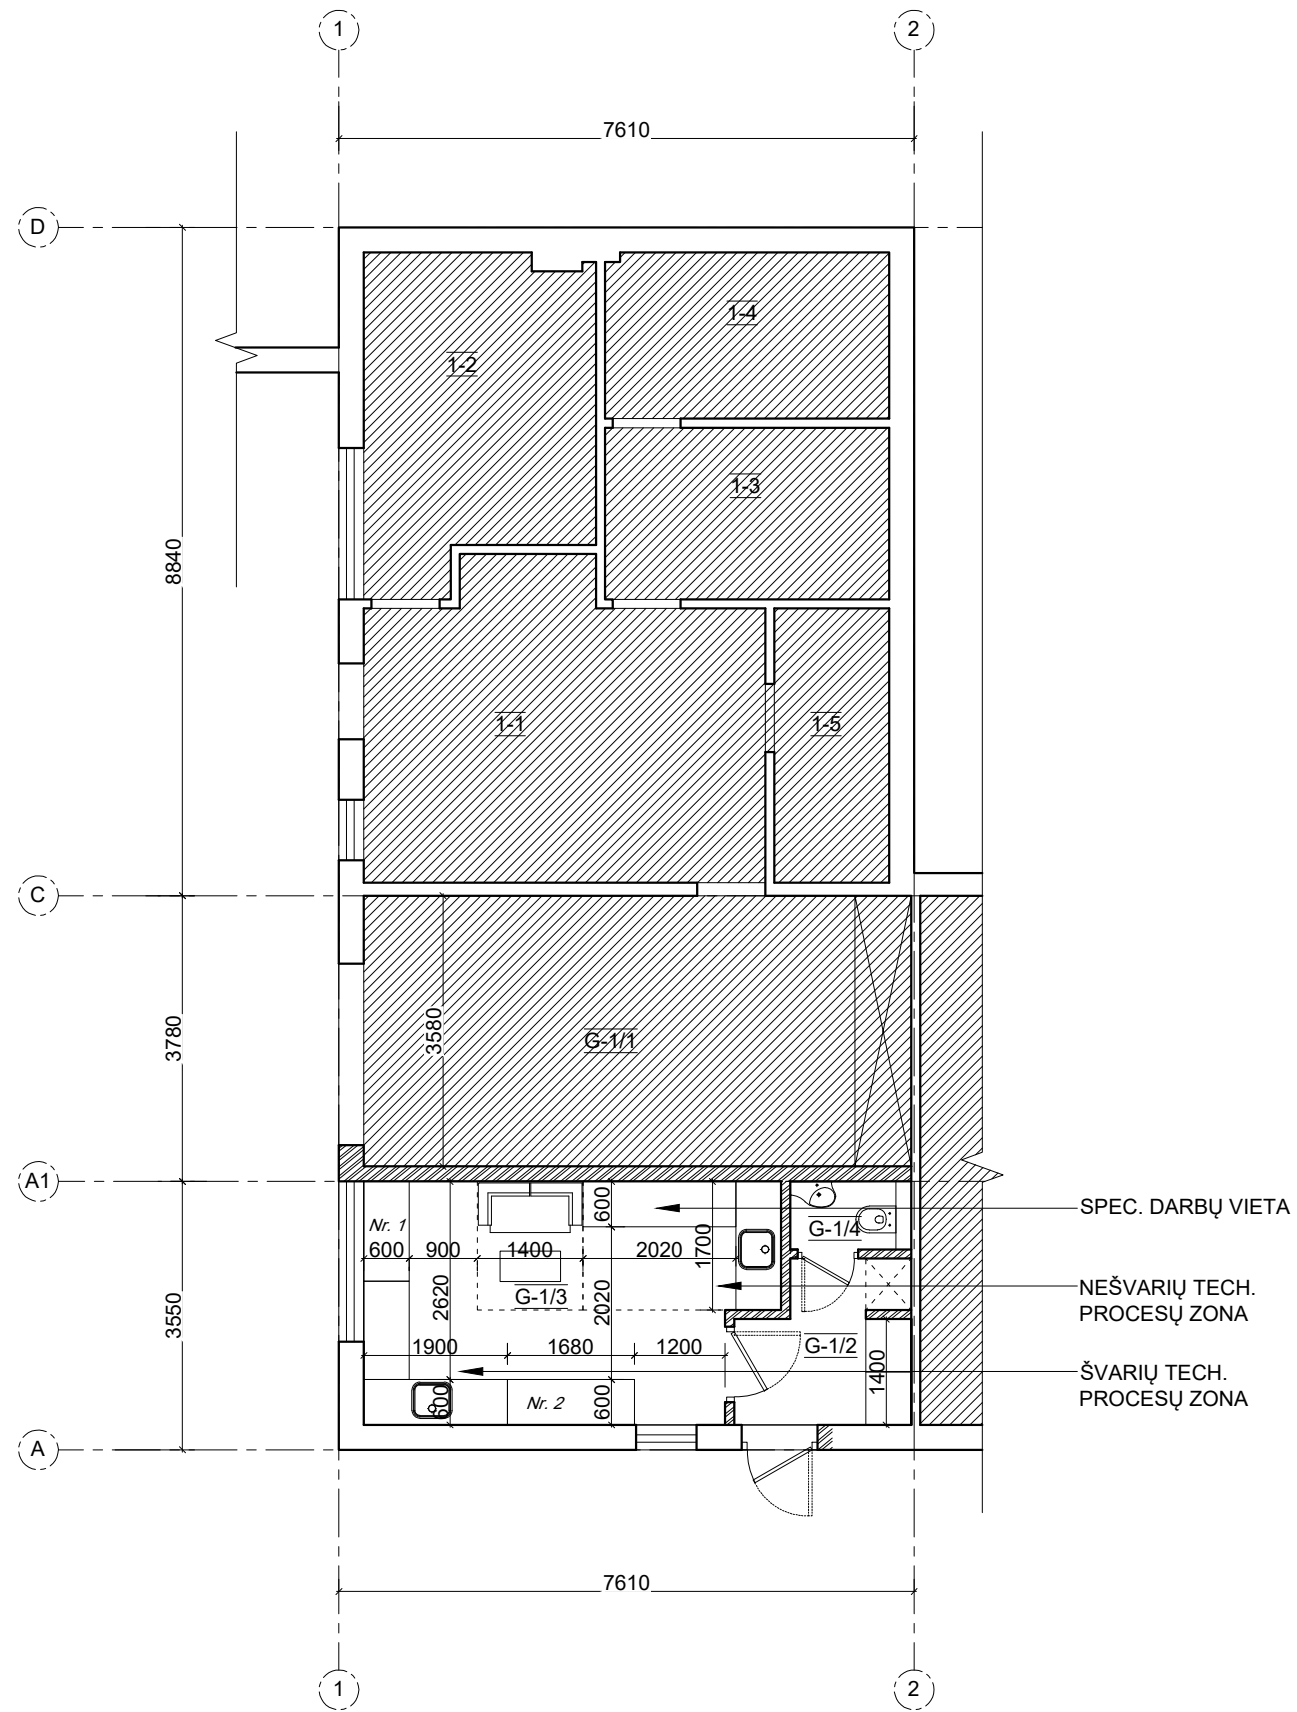 1
2
7610
D
1-4
1-2
1-3
8840
1-1
1-5
C
3780
3580
G-1/1
A1
Nr. 1
600
SPEC. DARBŲ VIETA
G-1/4
600
900
1400
2020
1700
2620
G-1/3
2020
NEŠVARIŲ TECH.
PROCESŲ ZONA
3550
1900
1680
1200
G-1/2
1400
ŠVARIŲ TECH.
PROCESŲ ZONA
600
Nr. 2
600
A
7610
1
2